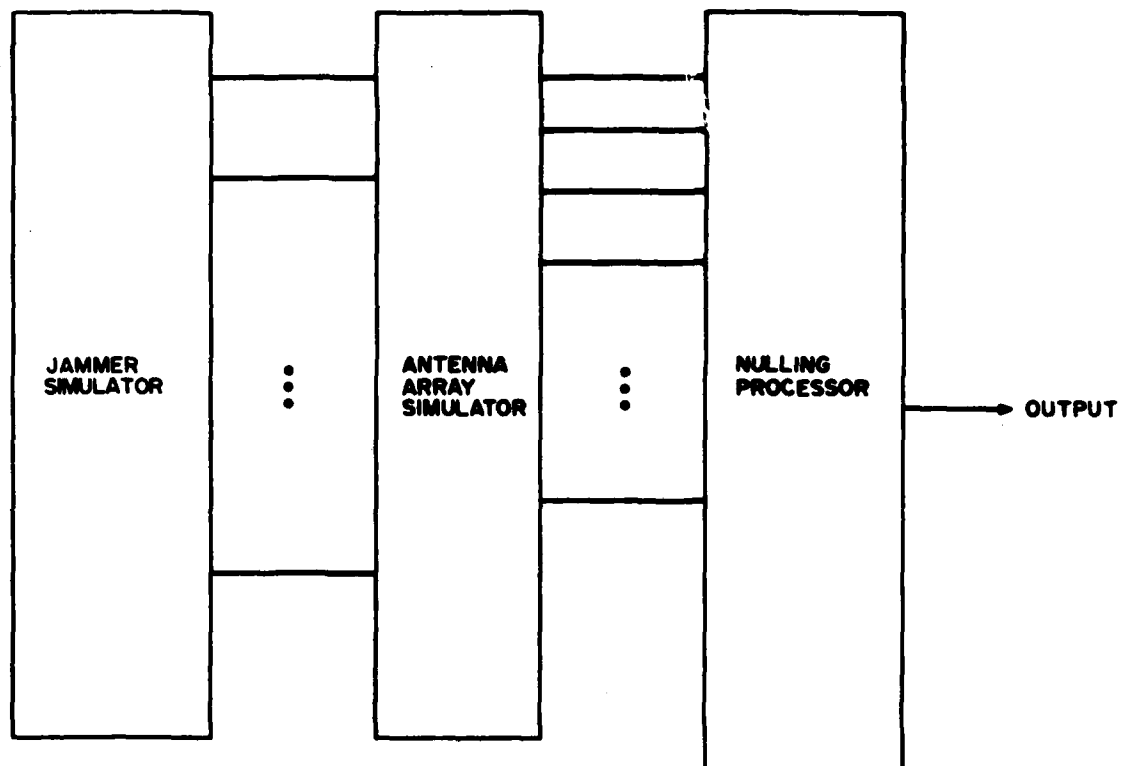 JAMMER
SIMULATOR
ANTENNA
ARRAY
SIMULATOR
NULLING
PROCESSOR
OUTPUT